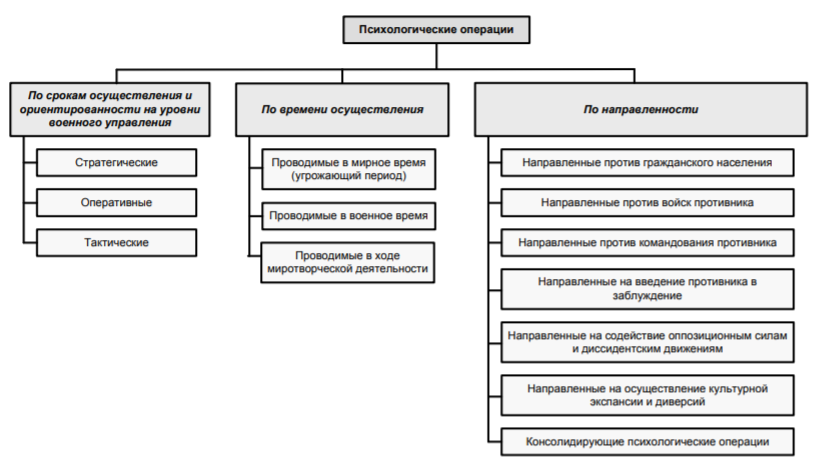 Психологические операции
По срокам осуществления и
ориентированности на уровни
военного управления
Стратегические
Оперативные
Тактические
По времени осуществления
Проводимые в мирное время
(угрожающий период)
Проводимые в военное время
Проводимые в ходе
миротворческой деятельности
По направленности
Направленные против гражданского населения
Направленные против войск противника
Направленные против командования противника
Направленные на введение противника в
заблуждение
Направленные на содействие оппозиционным силам
и диссидентским движениям
Направленные на осуществление культурной
экспансии и диверсий
Консолидирующие психологические операции